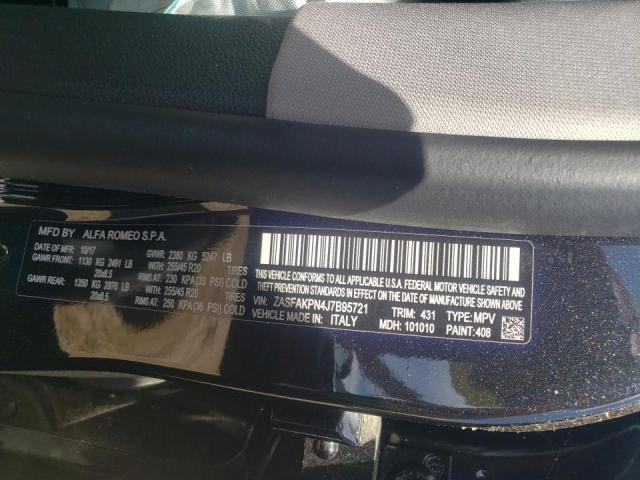 MFD BY ALFA ROMEO S.P.A.
DATE OF MFR: 10/17 GVWR: 2380 KG 5247 LB
GAWR FRONT: 1130 KG 2491 LB WITH: 255/45 R20 TIRES
20x8.5 RIMS AT: 230 KPA(33 PSI) COLD
GAWR REAR: 1350 KG 2976 LB WITH: 255/45 R20 TIRES
20x8.5 RIMS AT: 250 KPA(36 PSI) COLD
THIS VEHICLE CONFORMS TO ALL APPLICABLE U.S.A. FEDERAL MOTOR VEHICLE SAFETY AND
THEFT PREVENTION STANDARDS IN EFFECT ON THE DATE OF MANUFACTURE SHOWN ABOVE.
VIN: ZASFAKPN4J7B95721 TRIM: 431 TYPE: MPV
VEHICLE MADE IN: ITALY MDH: 101010 PAINT: 408